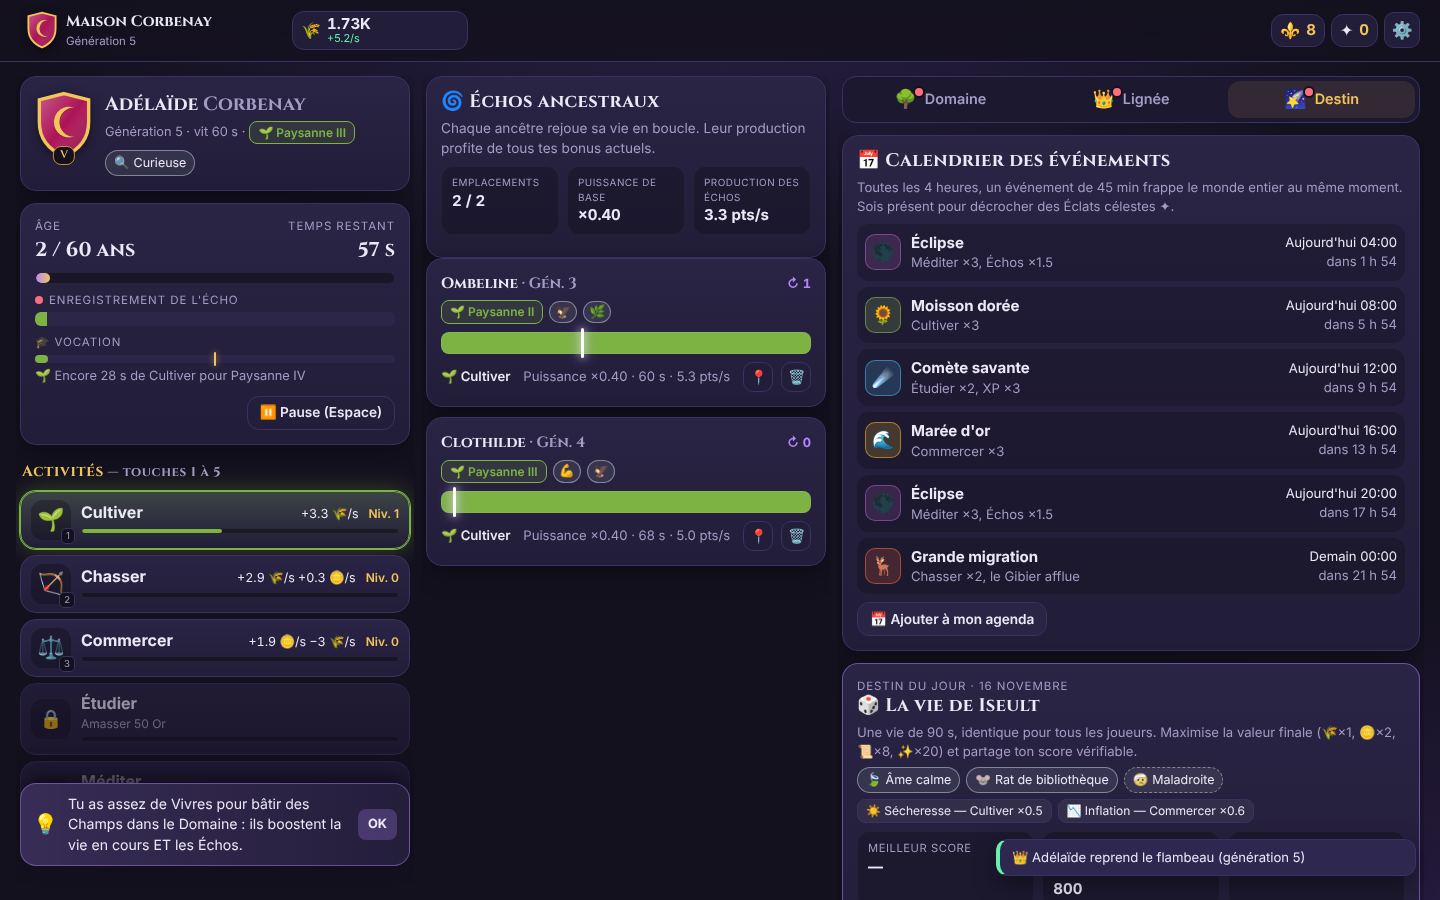 Maison Corbenay
Génération 5
1.73K
+5.2/s
8
0
Adélaïde Corbenay
Génération 5 · vit 60 s ·
Paysanne III
V
Curieuse
ÂGE
TEMPS RESTANT
2 / 60 ans
57 s
ENREGISTREMENT DE L'ÉCHO
VOCATION
Encore 28 s de Cultiver pour Paysanne IV
Pause (Espace)
Activités — touches 1 à 5
Cultiver
+3.3 /s
Niv. 1
1
Chasser
+2.9 /s +0.3 /s
Niv. 0
2
Commercer
+1.9 /s −3 /s
Niv. 0
3
Étudier
Amasser 50 Or
Méditer
Tu as assez de Vivres pour bâtir des
Champs dans le Domaine : ils boostent la
vie en cours ET les Échos.
OK
Échos ancestraux
Chaque ancêtre rejoue sa vie en boucle. Leur production
profite de tous tes bonus actuels.
EMPLACEMENTS
2 / 2
PUISSANCE DE
BASE
×0.40
PRODUCTION DES
ÉCHOS
3.3 pts/s
Ombeline · Gén. 3
1
Paysanne II
Cultiver
Puissance ×0.40 · 60 s · 5.3 pts/s
Clothilde · Gén. 4
0
Paysanne III
Cultiver
Puissance ×0.40 · 68 s · 5.0 pts/s
Domaine
Lignée
Destin
Calendrier des événements
Toutes les 4 heures, un événement de 45 min frappe le monde entier au même moment.
Sois présent pour décrocher des Éclats célestes ✦.
Éclipse
Méditer ×3, Échos ×1.5
Aujourd'hui 04:00
dans 1 h 54
Moisson dorée
Cultiver ×3
Aujourd'hui 08:00
dans 5 h 54
Comète savante
Étudier ×2, XP ×3
Aujourd'hui 12:00
dans 9 h 54
Marée d'or
Commercer ×3
Aujourd'hui 16:00
dans 13 h 54
Éclipse
Méditer ×3, Échos ×1.5
Aujourd'hui 20:00
dans 17 h 54
Grande migration
Chasser ×2, le Gibier afflue
Demain 00:00
dans 21 h 54
Ajouter à mon agenda
DESTIN DU JOUR · 16 NOVEMBRE
La vie de Iseult
Une vie de 90 s, identique pour tous les joueurs. Maximise la valeur finale (🌾×1, 🪙×2,
📜×8, ✨×20) et partage ton score vérifiable.
Âme calme
Rat de bibliothèque
Maladroite
Sécheresse — Cultiver ×0.5
Inflation — Commercer ×0.6
MEILLEUR SCORE
—
800
Adélaïde reprend le flambeau (génération 5)